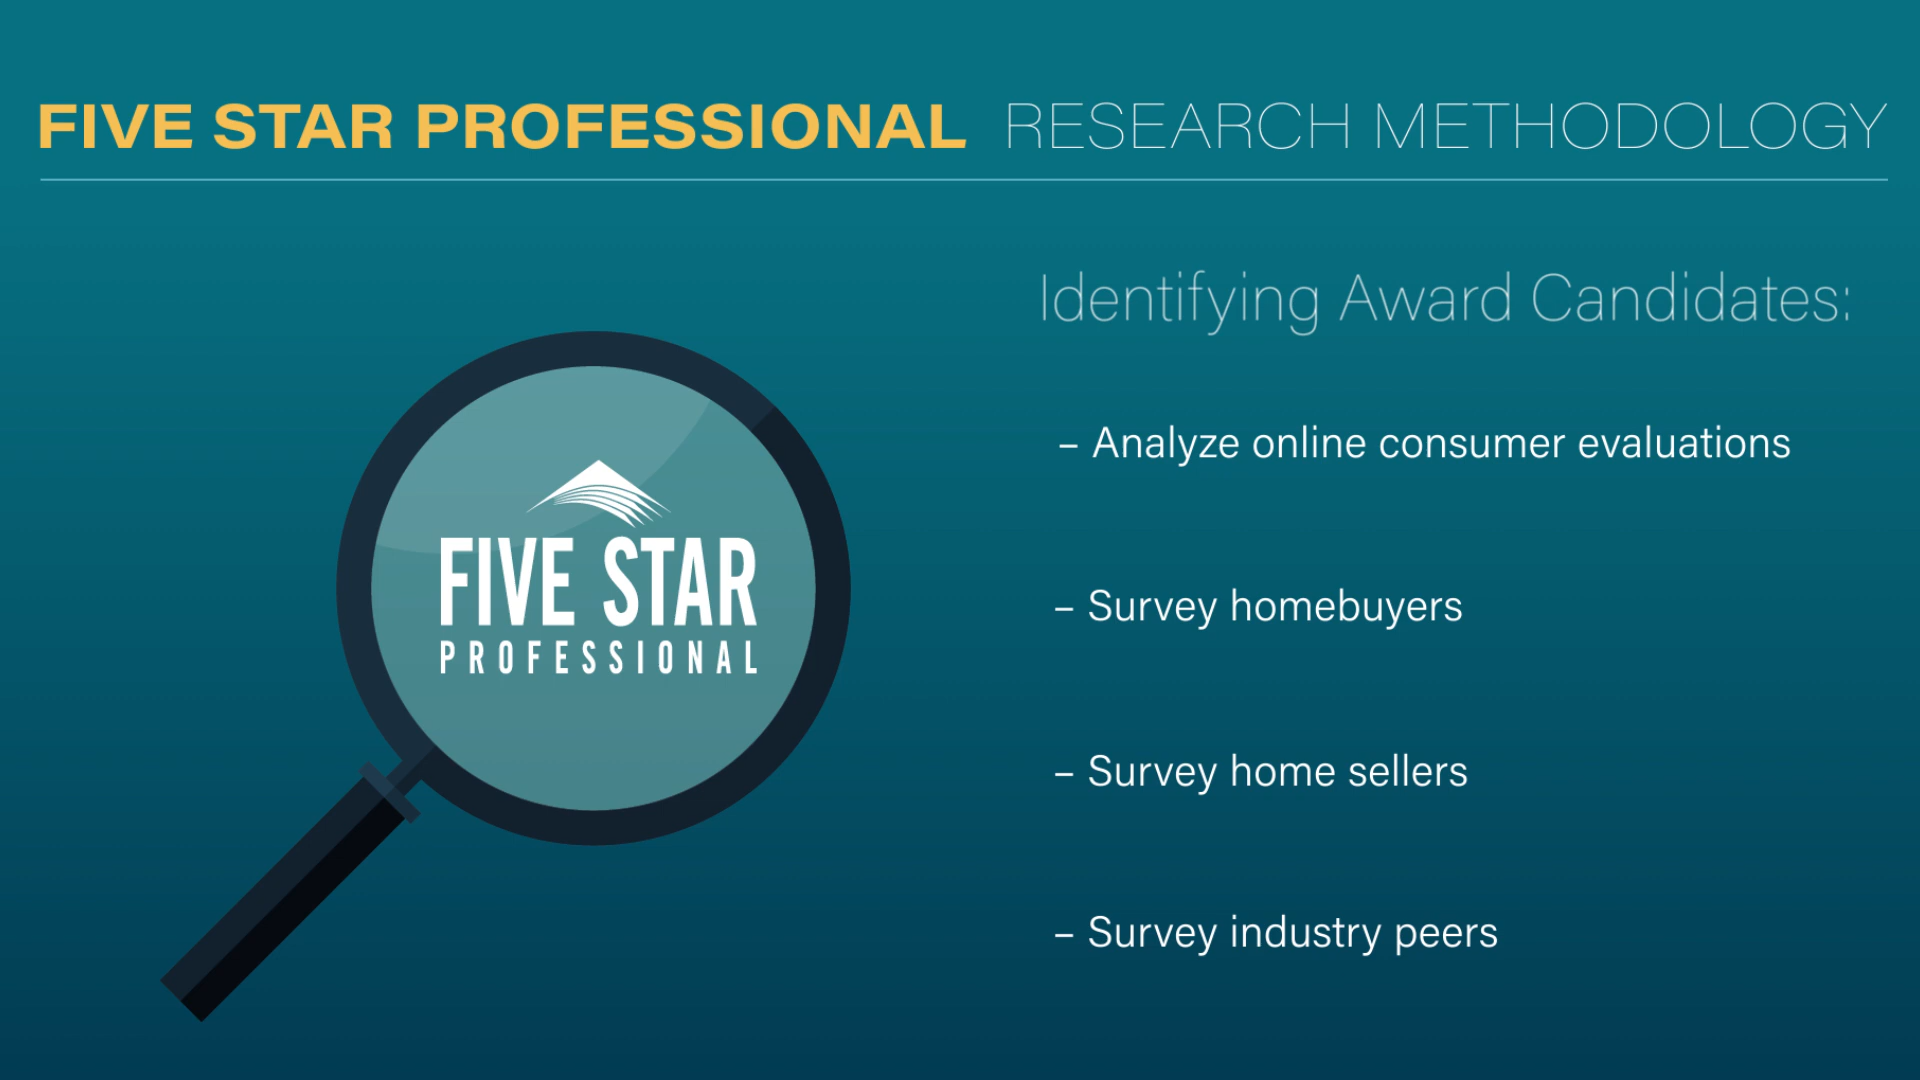 FIVE STAR PROFESSIONAL RESEARCH METHODOLOGY
Identifying Award Candidates:
– Analyze online consumer evaluations
– Survey homebuyers
– Survey home sellers
– Survey industry peers
FIVE STAR
PROFESSIONAL